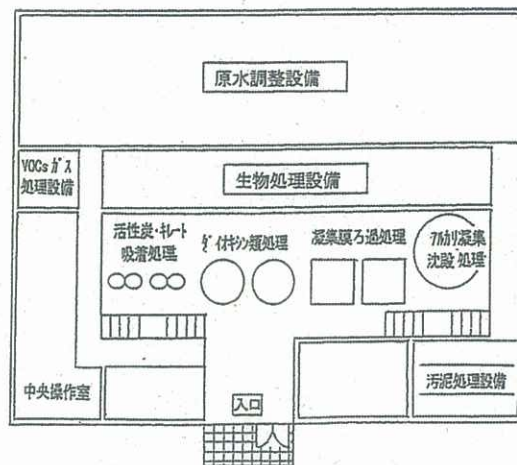 原水調整設備
VOCsガス
処理設備
生物処理設備
活性炭・キレート
吸着処理
ダイオキシン類処理
凝集膜ろ過処理
アルカリ凝集
沈殿処理
中央操作室
入口
汚泥処理設備